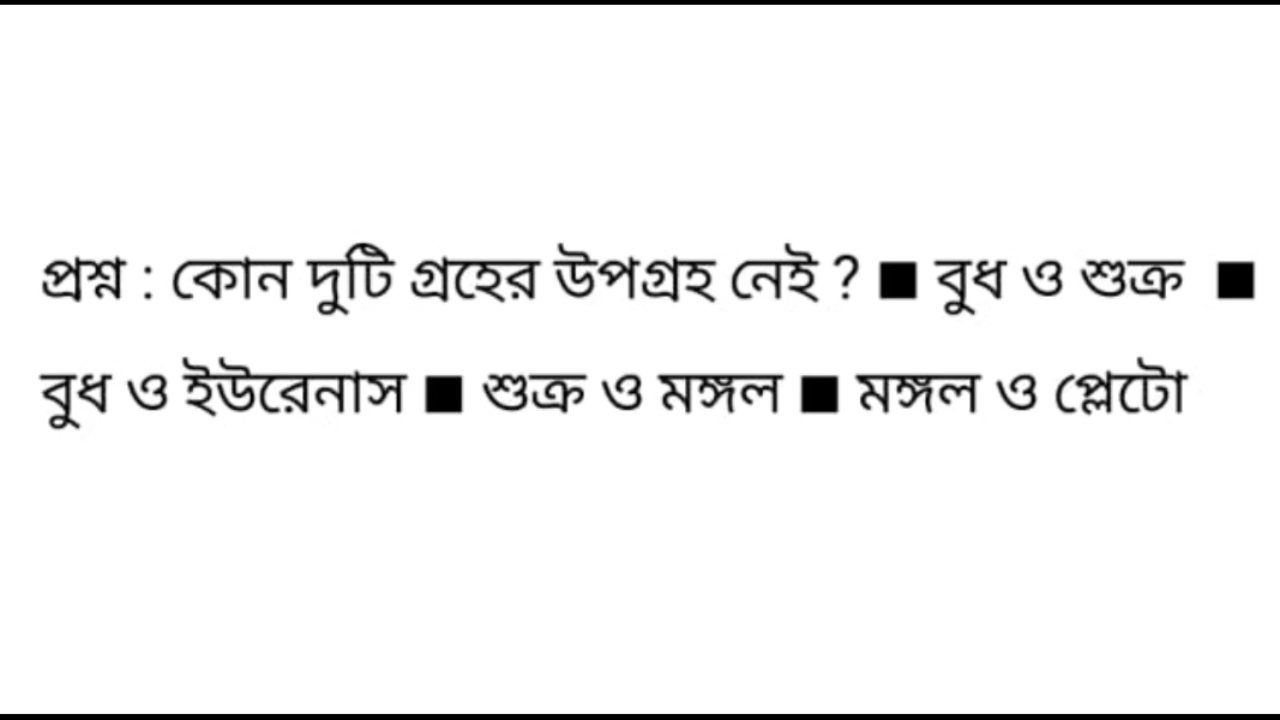 প্রশ্ন : কোন দুটি গ্রহের উপগ্রহ নেই ? ■ বুধ ও শুক্র ■
বুধ ও ইউরেনাস ■ শুক্র ও মঙ্গল ■ মঙ্গল ও প্লেটো